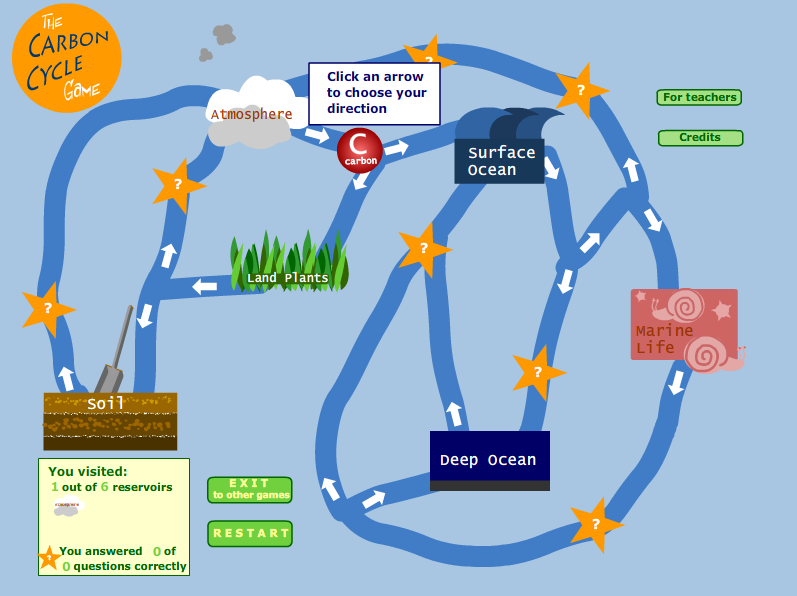 THE
CARBON
CYCLE
GAME
Atmosphere
Click an arrow
to choose your
direction
C
carbon
?
?
For teachers
Credits
Surface
Ocean
?
?
Land Plants
?
Marine
Life
?
Soil
Deep Ocean
?
You visited:
1 out of 6 reservoirs
Atmosphere
EXIT
to other games
RESTART
?
? You answered 0 of
0 questions correctly